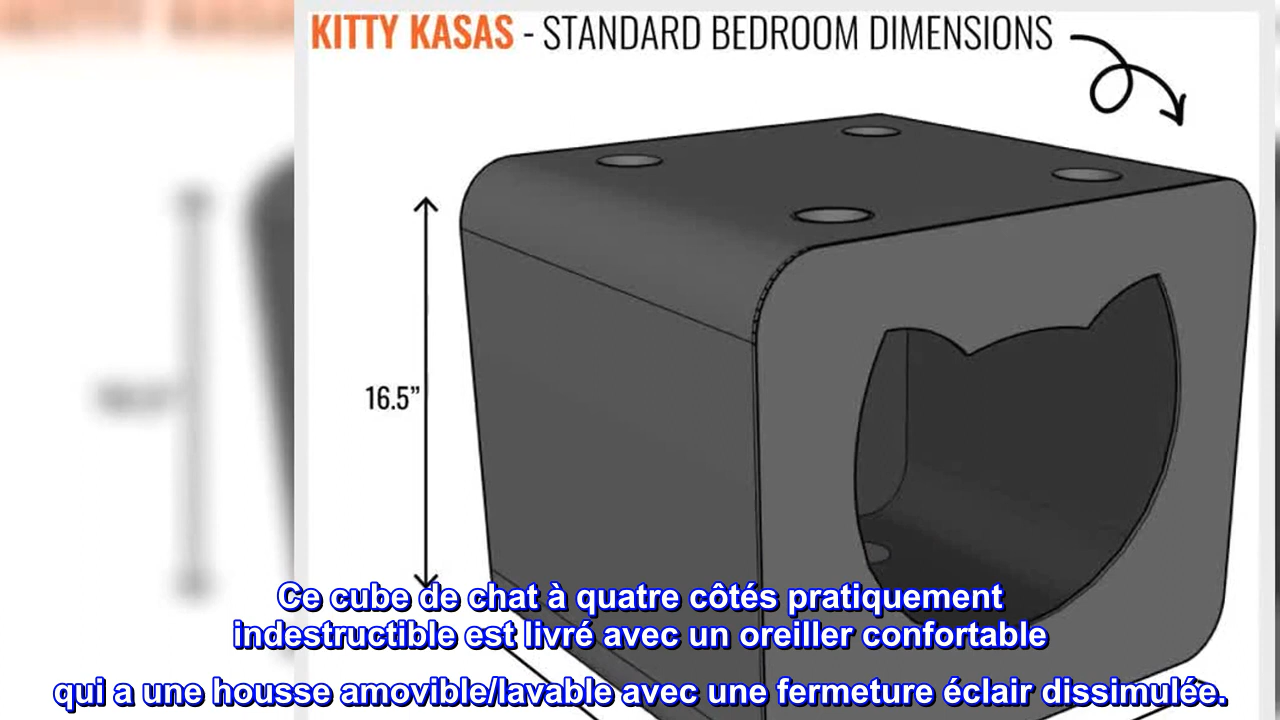 KITTY KASAS - STANDARD BEDROOM DIMENSIONS
16.5”
Ce cube de chat à quatre côtés pratiquement
indestructible est livré avec un oreiller confortable
qui a une housse amovible/lavable avec une fermeture éclair dissimulée.